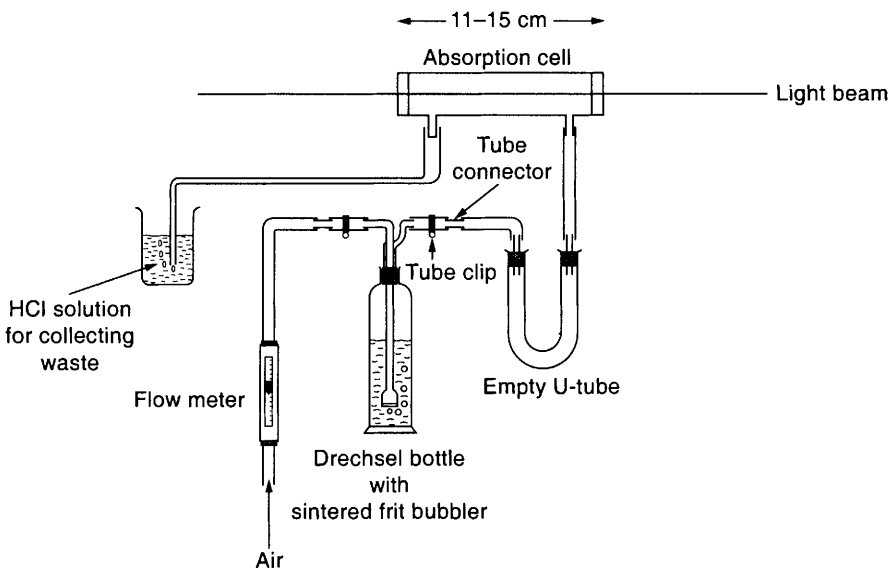 11–15 cm
Absorption cell
Light beam
Tube
connector
Tube clip
HCl solution
for collecting
waste
Flow meter
Empty U-tube
Drechsel bottle
with
sintered frit bubbler
Air